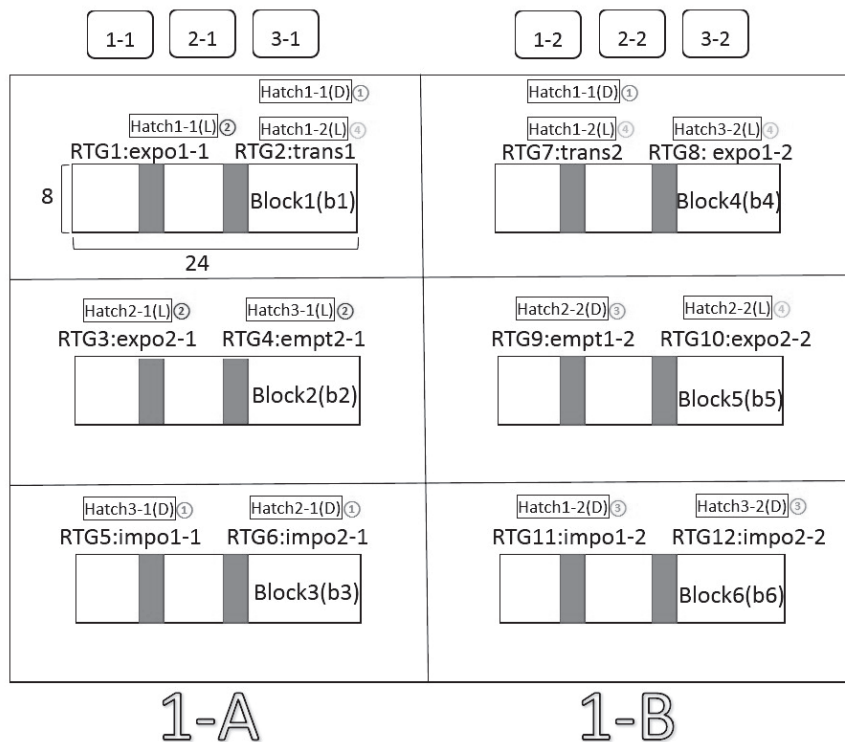 1-1 2-1 3-1 1-2 2-2 3-2
Hatch1-1(D)① Hatch1-1(D)①
Hatch1-1(L)② Hatch1-2(L)④ Hatch1-2(L)④ Hatch3-2(L)④
RTG1:expo1-1 RTG2:trans1 RTG7:trans2 RTG8: expo1-2
8 Block1(b1) Block4(b4)
24
Hatch2-1(L)② Hatch3-1(L)② Hatch2-2(D)③ Hatch2-2(L)④
RTG3:expo2-1 RTG4:empt2-1 RTG9:empt1-2 RTG10:expo2-2
Block2(b2) Block5(b5)
Hatch3-1(D)① Hatch2-1(D)① Hatch1-2(D)③ Hatch3-2(D)③
RTG5:impo1-1 RTG6:impo2-1 RTG11:impo1-2 RTG12:impo2-2
Block3(b3) Block6(b6)
1-A 1-B